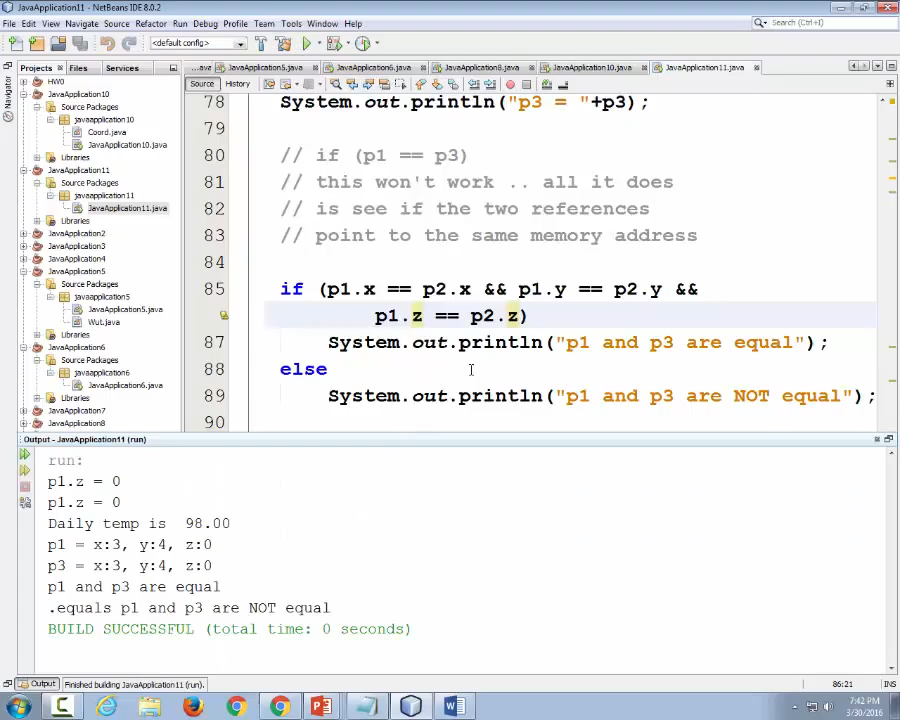 JavaApplication11 - NetBeans IDE 8.0.2
File Edit View Navigate Source Refactor Run Debug Profile Team Tools Window Help
Search (Ctrl+I)
<default config>
Projects Files Services
...ava JavaApplication5.java JavaApplication6.java JavaApplication8.java JavaApplication10.java JavaApplication11.java
Navigator
Source History
HW0
JavaApplication10
Source Packages
javaapplication10
Coord.java
JavaApplication10.java
Libraries
JavaApplication11
Source Packages
javaapplication11
JavaApplication11.java
Libraries
JavaApplication2
JavaApplication3
JavaApplication4
JavaApplication5
Source Packages
javaapplication5
JavaApplication5.java
Wut.java
Libraries
JavaApplication6
Source Packages
javaapplication6
JavaApplication6.java
Libraries
JavaApplication7
JavaApplication8
78 System.out.println("p3 = "+p3);
79
80 // if (p1 == p3)
81 // this won't work .. all it does
82 // is see if the two references
83 // point to the same memory address
84
85 if (p1.x == p2.x && p1.y == p2.y &&
p1.z == p2.z)
87 System.out.println("p1 and p3 are equal");
88 else
89 System.out.println("p1 and p3 are NOT equal");
90
Output - JavaApplication11 (run)
run:
p1.z = 0
p1.z = 0
Daily temp is  98.00
p1 = x:3, y:4, z:0
p3 = x:3, y:4, z:0
p1 and p3 are equal
.equals p1 and p3 are NOT equal
BUILD SUCCESSFUL (total time: 0 seconds)
Output
Finished building JavaApplication11 (run).
86:21
INS
7:42 PM
3/30/2016